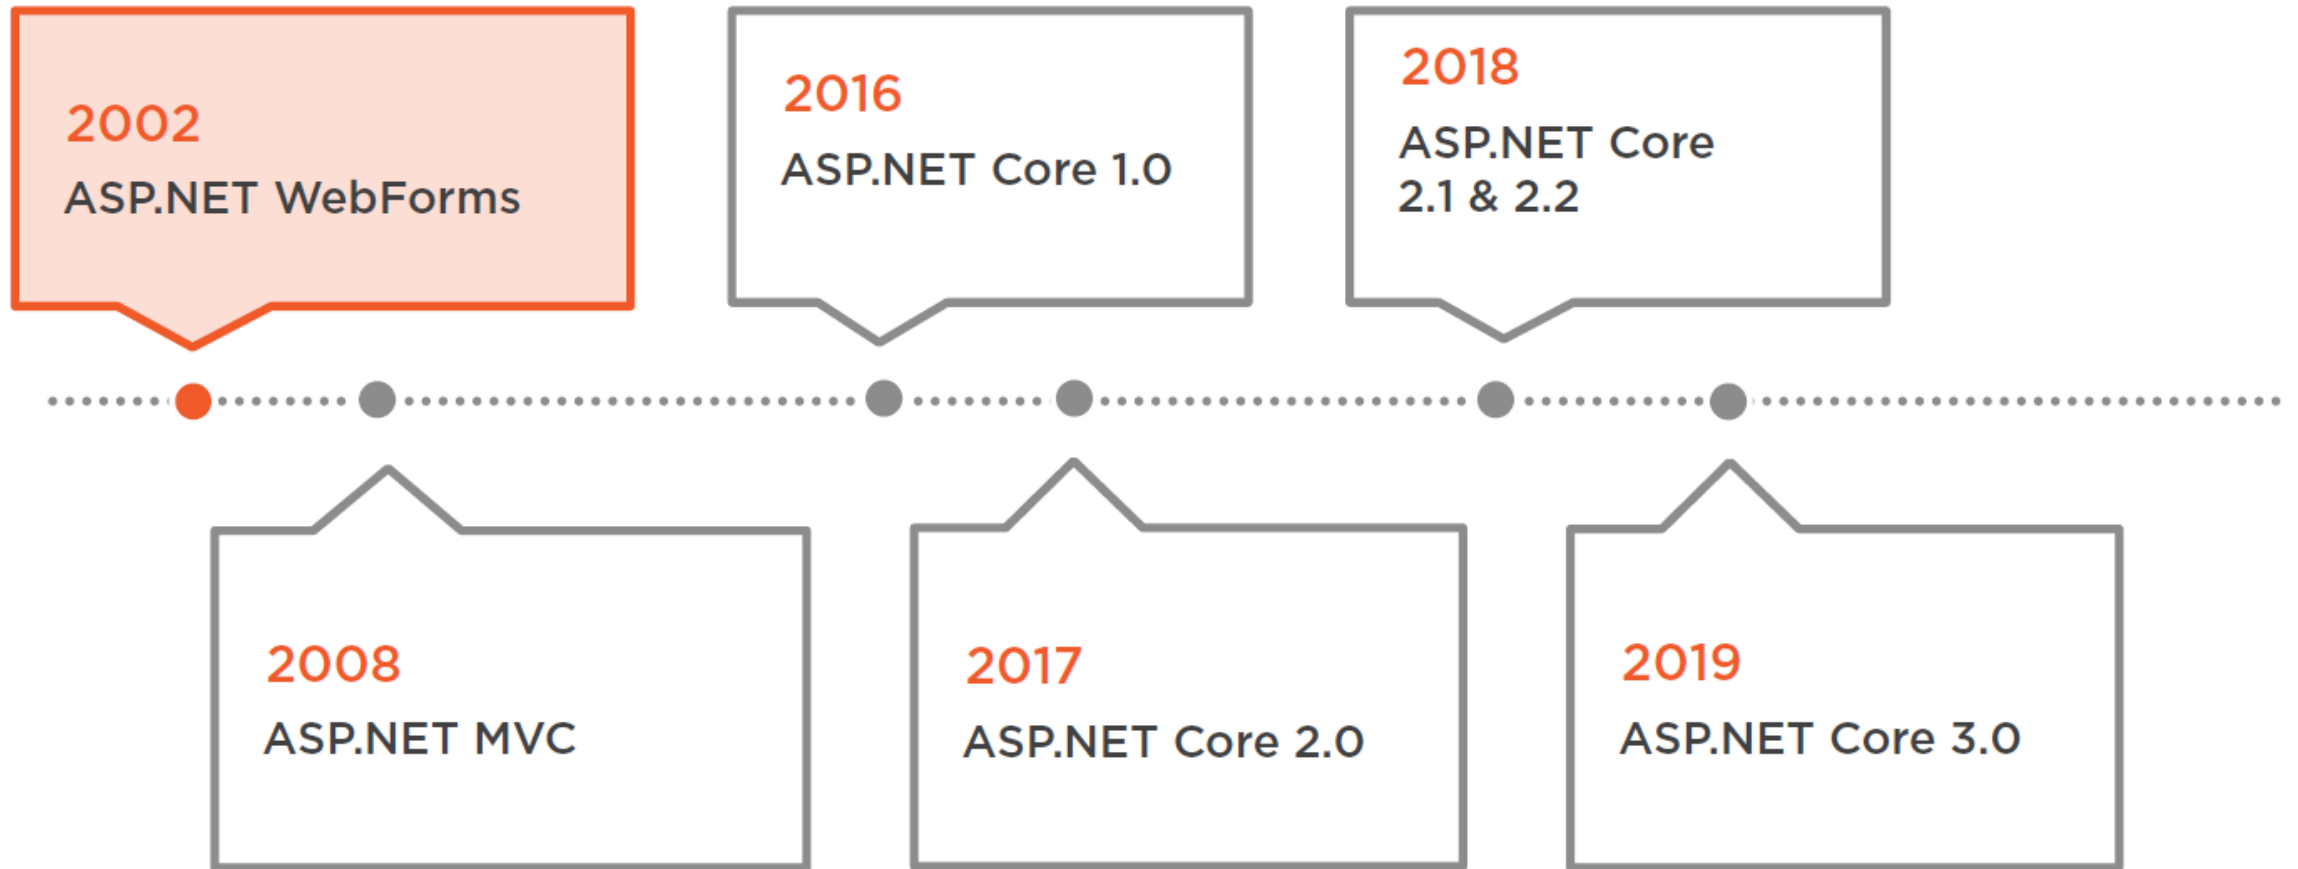 2002
ASP.NET WebForms
2008
ASP.NET MVC
2016
ASP.NET Core 1.0
2017
ASP.NET Core 2.0
2018
ASP.NET Core
2.1 & 2.2
2019
ASP.NET Core 3.0